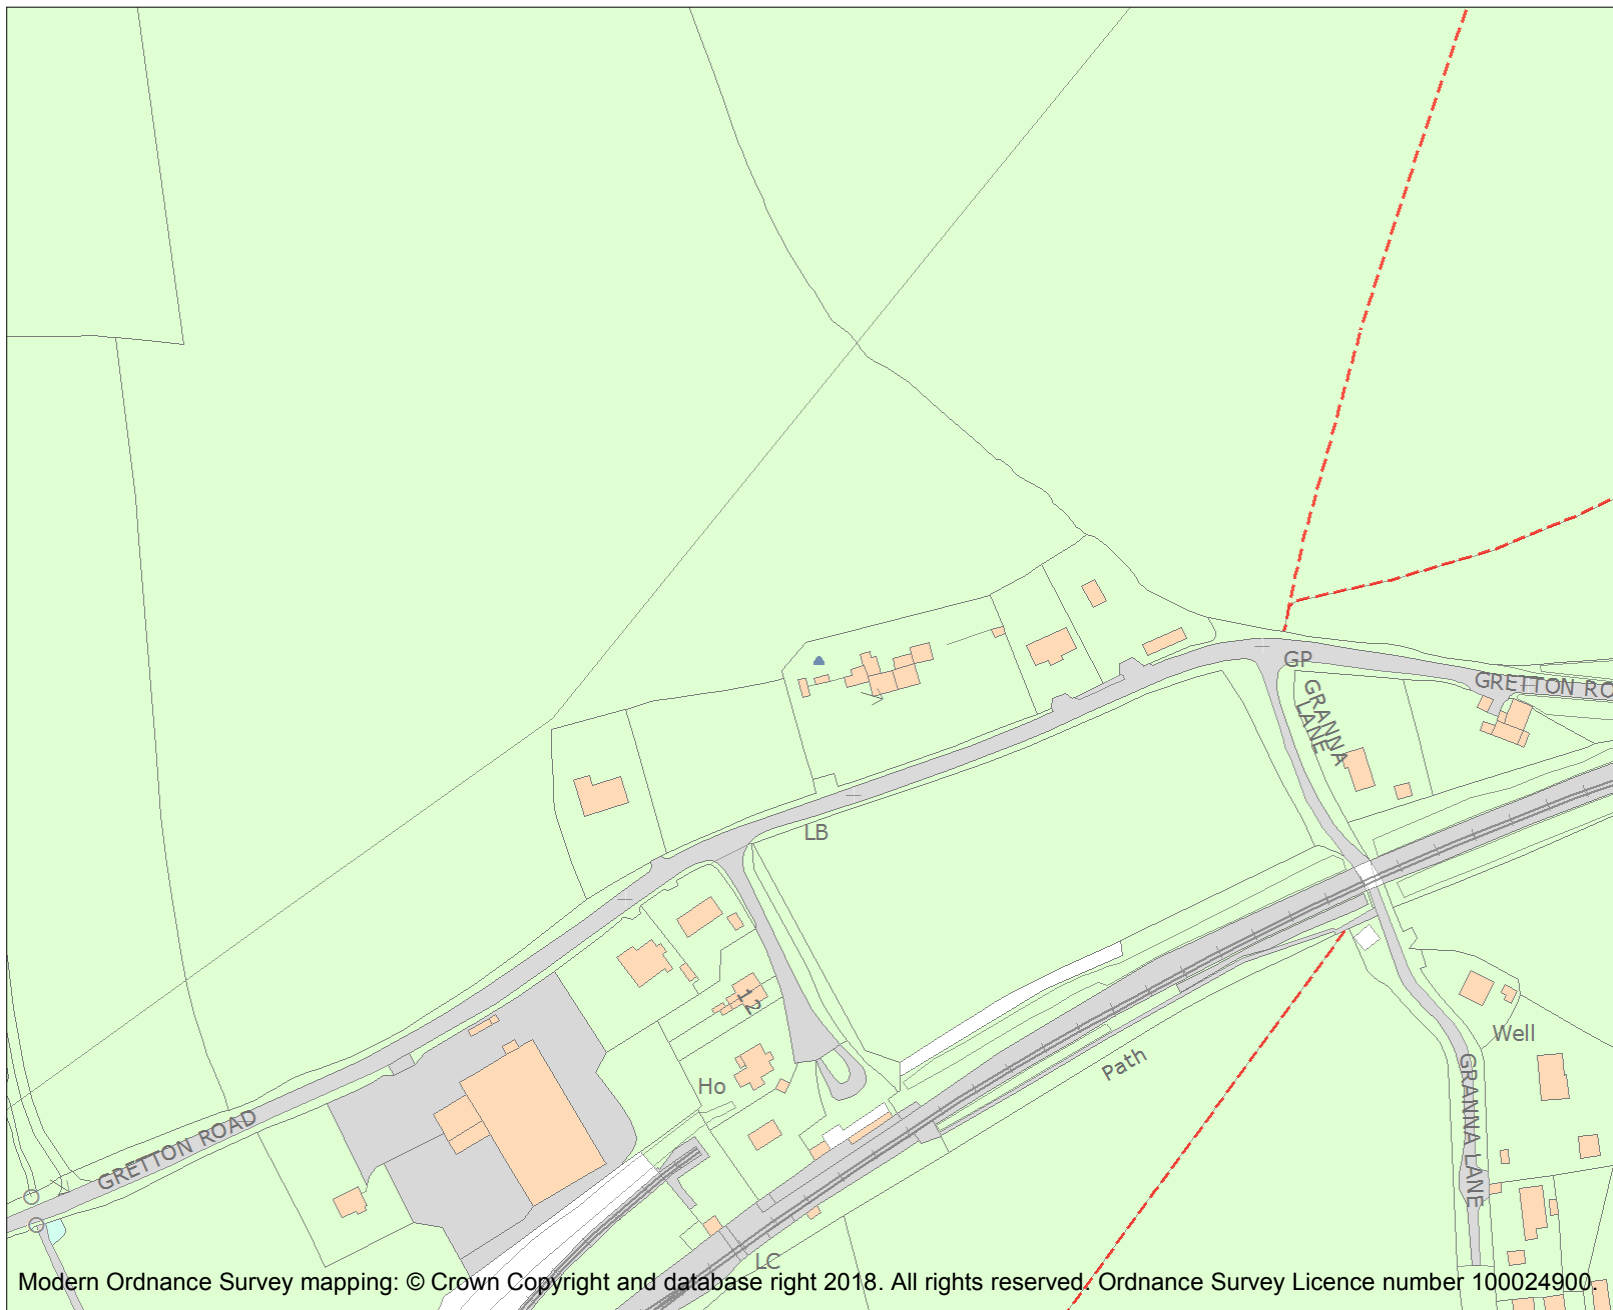 GP
GRETTON RO
GRANNA
LANE
LB
12
Well
Path
Ho
GRANNA LANE
GRETTON ROAD
LC
Modern Ordnance Survey mapping: © Crown Copyright and database right 2018. All rights reserved. Ordnance Survey Licence number 100024900.